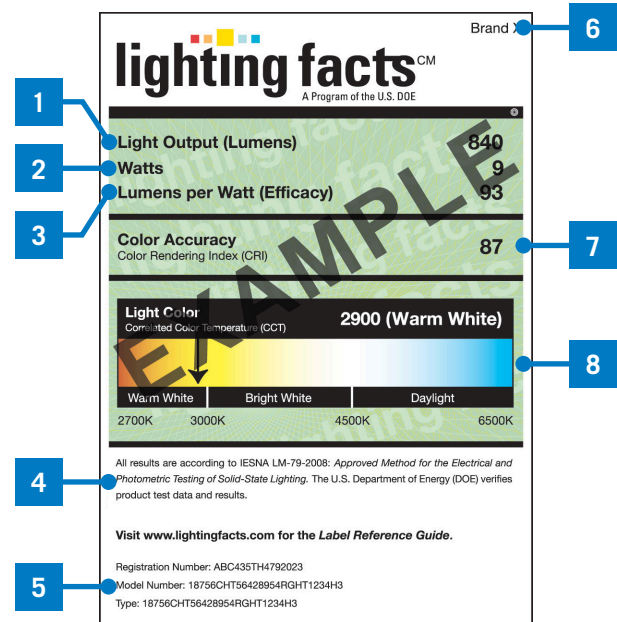 6
Brand X
lighting facts CM
A Program of the U.S. DOE
1
Light Output (Lumens) 840
2
Watts 9
Lumens per Watt (Efficacy) 93
3
Color Accuracy
Color Rendering Index (CRI) 87
7
EXAMPLE
Light Color
Correlated Color Temperature (CCT) 2900 (Warm White)
8
Warm White Bright White Daylight
2700K 3000K 4500K 6500K
All results are according to IESNA LM-79-2008: Approved Method for the Electrical and
4
Photometric Testing of Solid-State Lighting. The U.S. Department of Energy (DOE) verifies
product test data and results.
Visit www.lightingfacts.com for the Label Reference Guide.
Registration Number: ABC435TH4792023
5
Model Number: 18756CHT56428954RGHT1234H3
Type: 18756CHT56428954RGHT1234H3